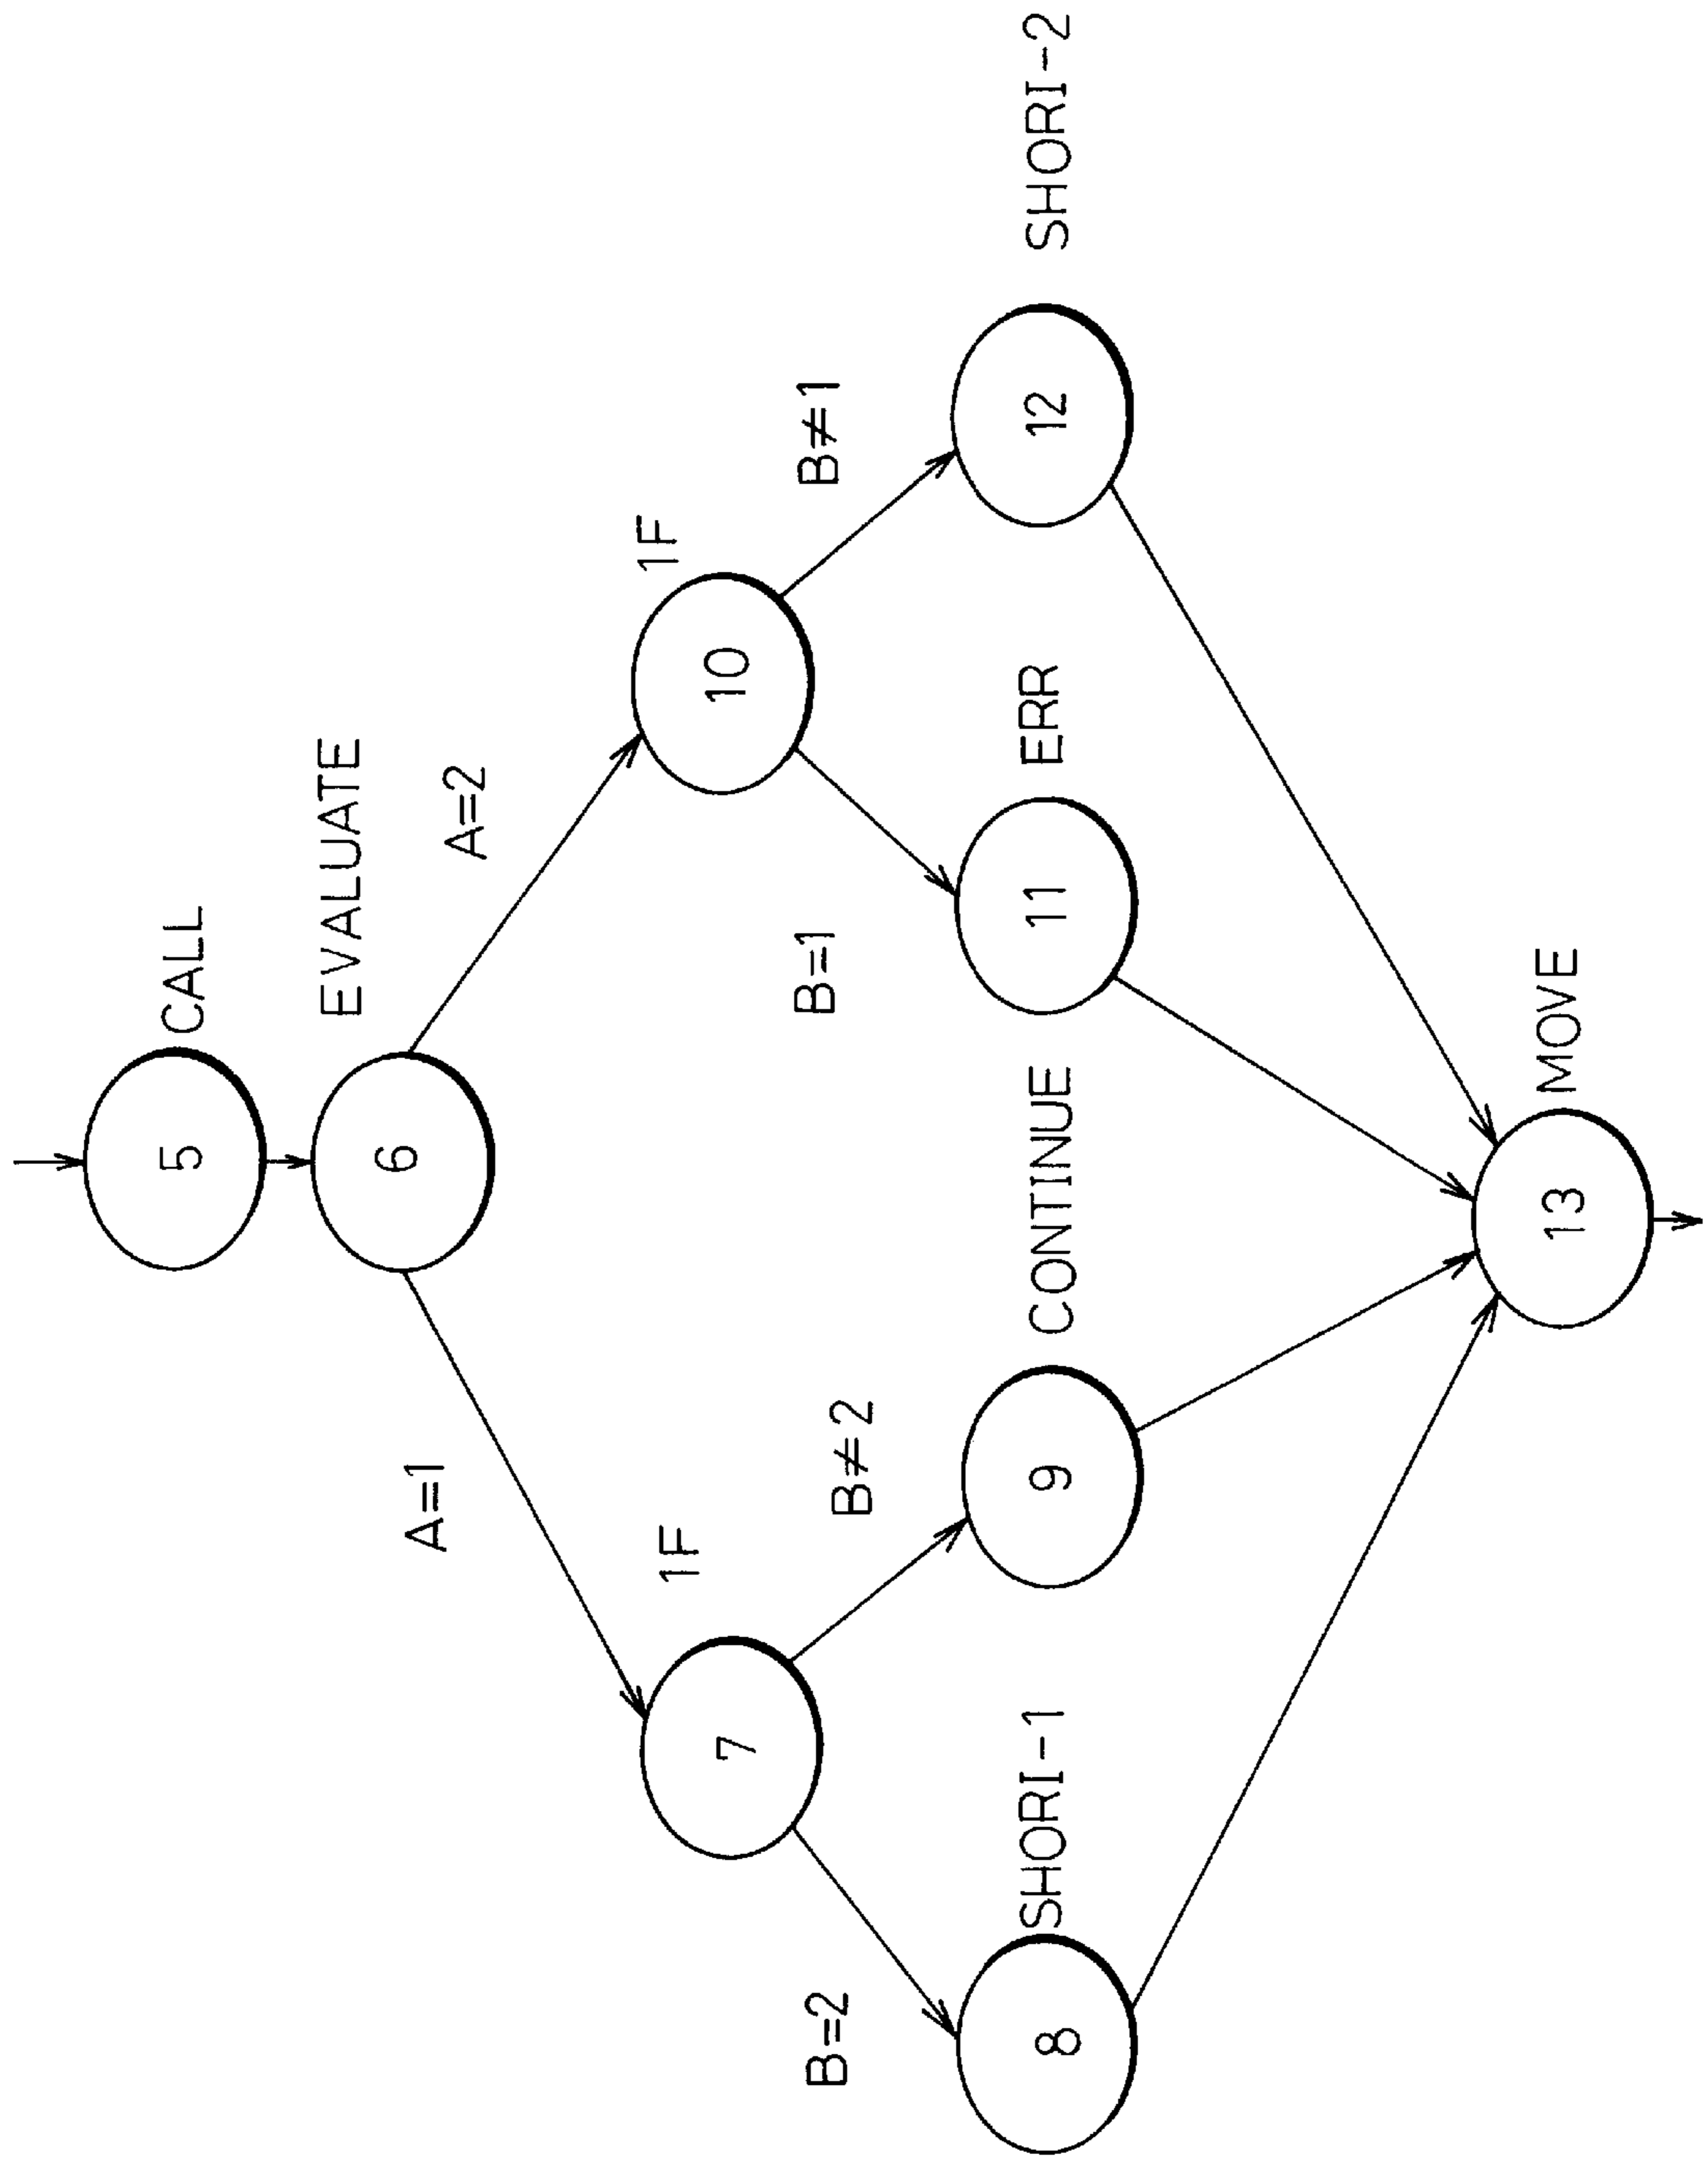 5 CALL
EVALUATE
6
A=1
A=2
1F
1F
7
10
B=2
B≠2
B=1
B≠1
8 SHORI-1
9 CONTINUE
11 ERR
12 SHORI-2
13 MOVE